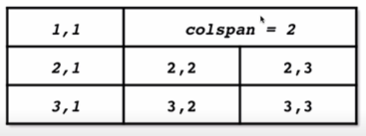 1,1 colspan = 2
2,1 2,2 2,3
3,1 3,2 3,3